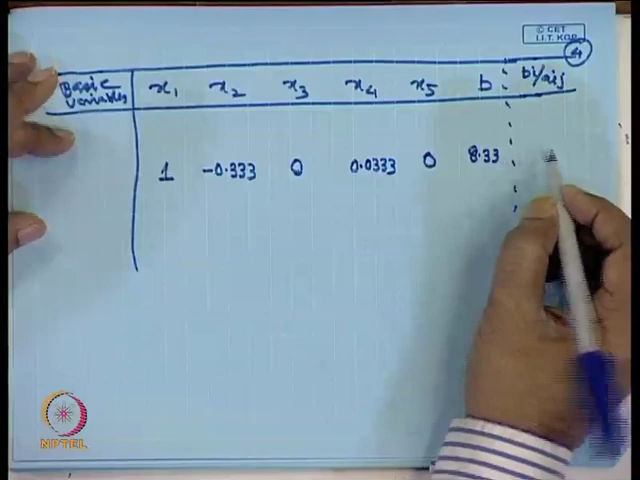 © CET
I.I.T. KGP
4
Basic variables x₁ x₂ x₃ x₄ x₅ b bi/aij
1 -0.333 0 0.0333 0 8.33
NPTEL